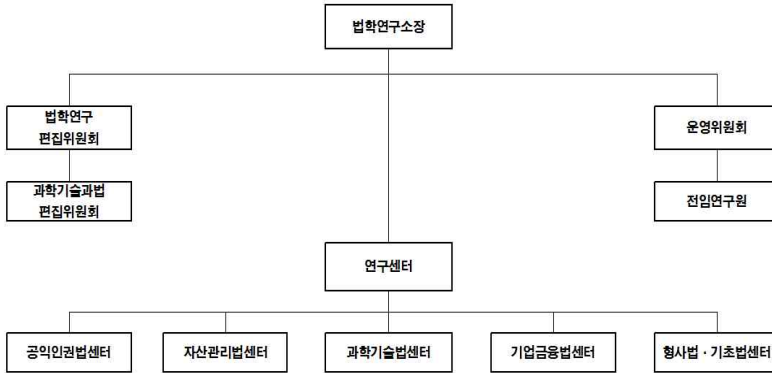 법학연구소장
법학연구
편집위원회
운영위원회
과학기술과법
편집위원회
전임연구원
연구센터
공익인권법센터
자산관리법센터
과학기술법센터
기업금융법센터
형사법 · 기초법센터